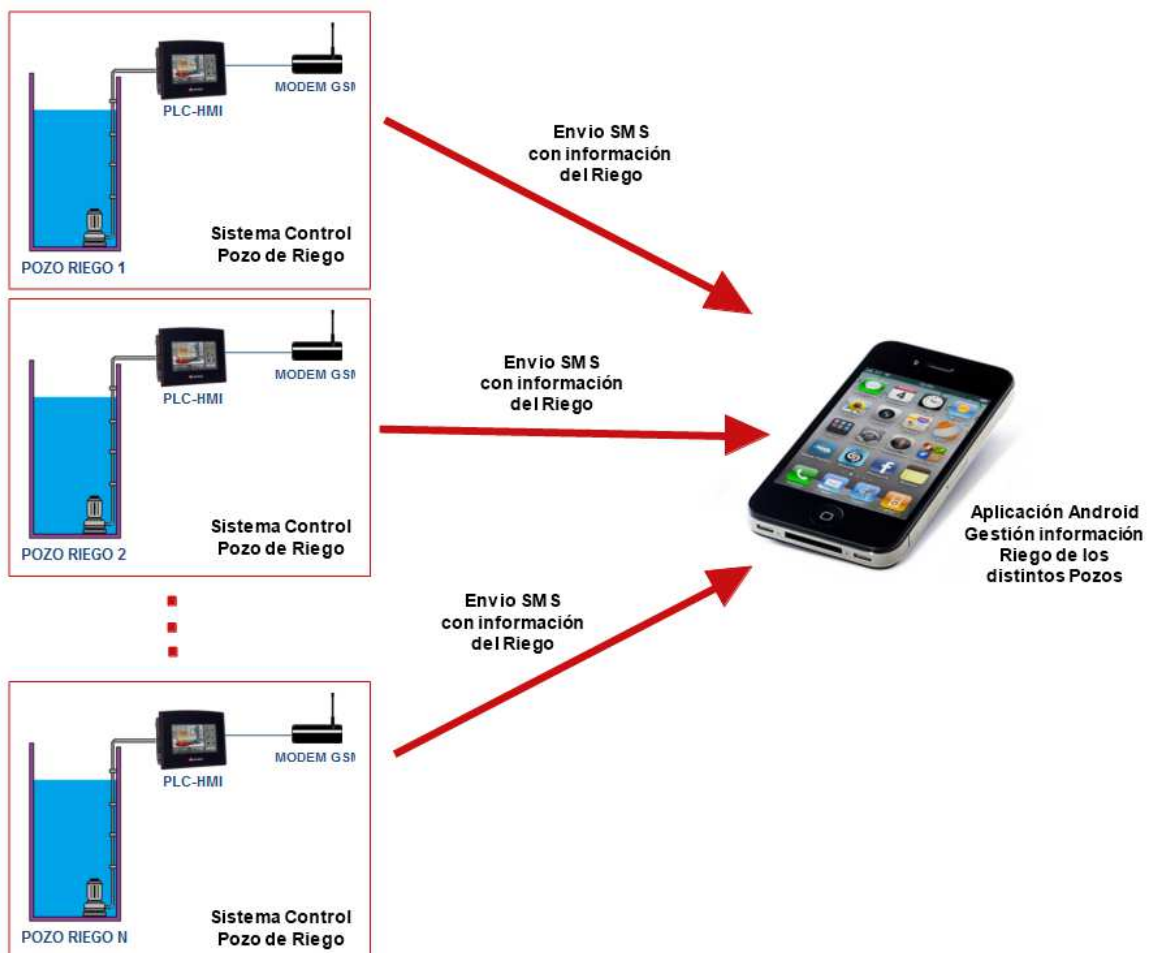 MODEM GSM
PLC-HMI
Envio SMS
con información
del Riego
Sistema Control
Pozo de Riego
POZO RIEGO 1
MODEM GSM
PLC-HMI
Envio SMS
con información
del Riego
Sistema Control
Pozo de Riego
POZO RIEGO 2
Aplicación Android
Gestión información
Riego de los
distintos Pozos
Envio SMS
con información
del Riego
MODEM GSM
PLC-HMI
Sistema Control
Pozo de Riego
POZO RIEGO N